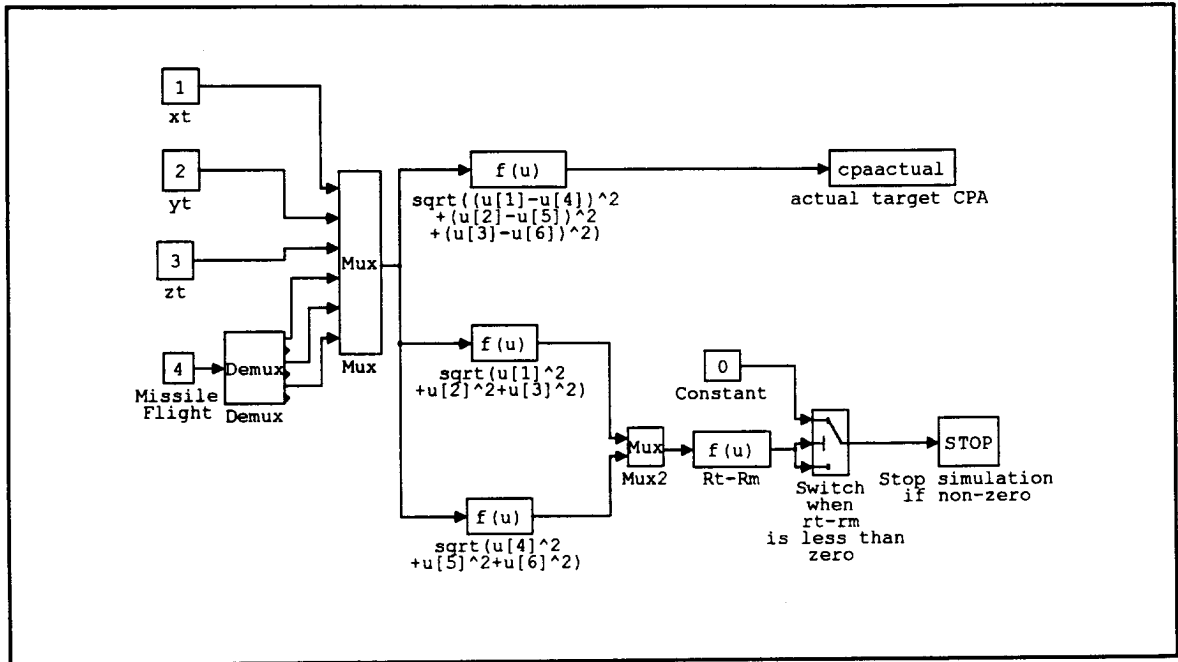 1
xt
2
yt
3
zt
4
Missile
Flight
Demux
Demux
Mux
Mux
f(u)
sqrt((u[1]-u[4])^2
+(u[2]-u[5])^2
+(u[3]-u[6])^2)
cpaactual
actual target CPA
f(u)
sqrt(u[1]^2
+u[2]^2+u[3]^2)
f(u)
sqrt(u[4]^2
+u[5]^2+u[6]^2)
Mux
Mux2
f(u)
Rt-Rm
0
Constant
Switch
when
rt-rm
is less than
zero
STOP
Stop simulation
if non-zero